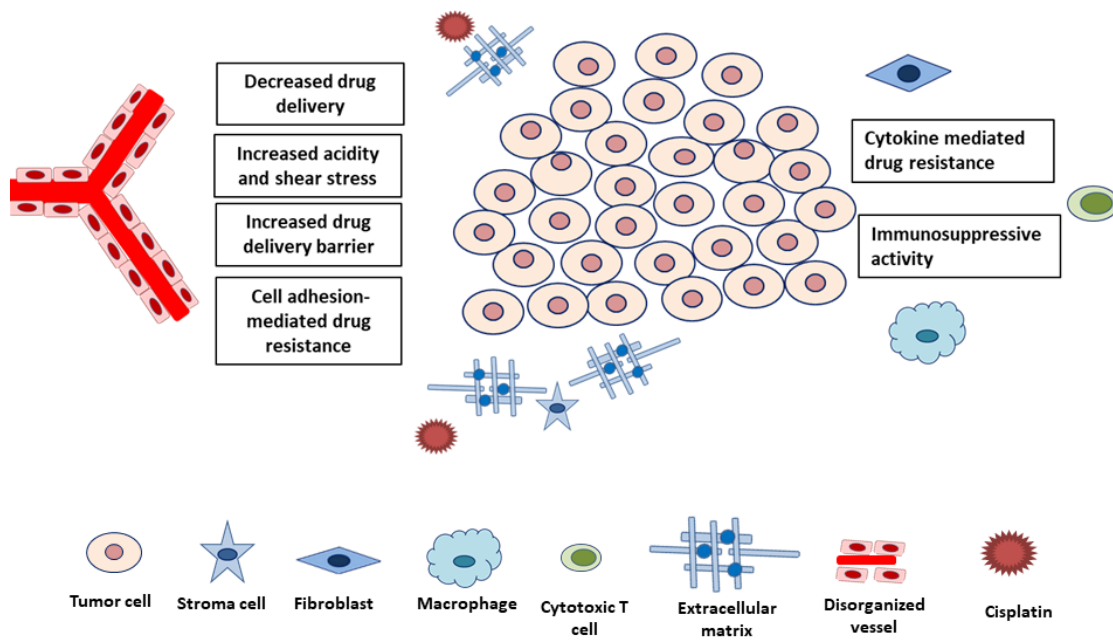 Decreased drug
delivery
Increased acidity
and shear stress
Increased drug
delivery barrier
Cell adhesion-
mediated drug
resistance
Cytokine mediated
drug resistance
Immunosuppressive
activity
Tumor cell
Stroma cell
Fibroblast
Macrophage
Cytotoxic T
cell
Extracellular
matrix
Disorganized
vessel
Cisplatin